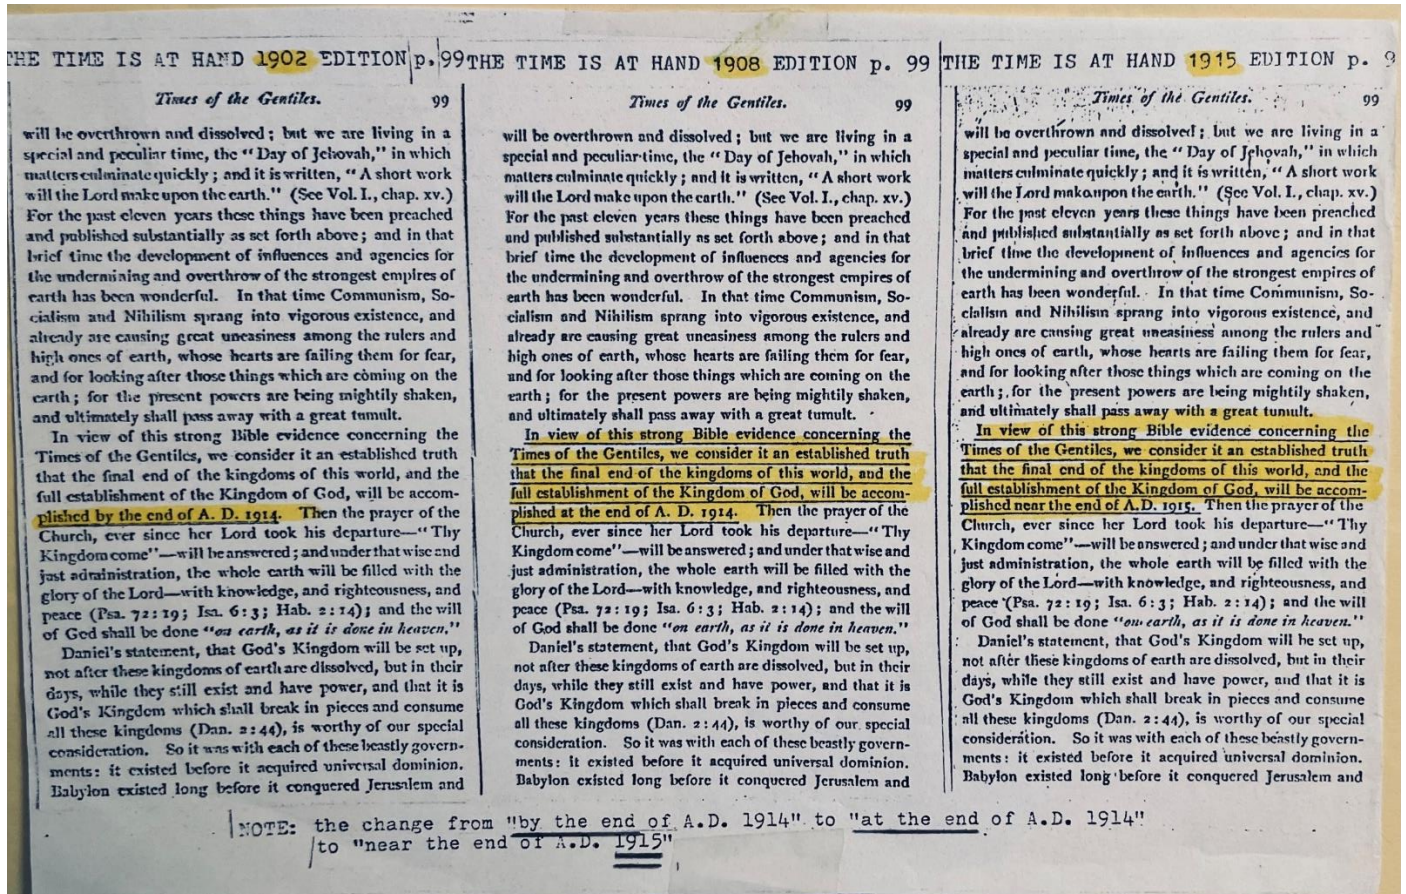 THE TIME IS AT HAND 1902 EDITION p. 99
Times of the Gentiles. 99
will be overthrown and dissolved; but we are living in a
special and peculiar time, the "Day of Jehovah," in which
matters culminate quickly; and it is written, "A short work
will the Lord make upon the earth." (See Vol. I., chap. xv.)
For the past eleven years these things have been preached
and published substantially as set forth above; and in that
brief time the development of influences and agencies for
the undermining and overthrow of the strongest empires of
earth has been wonderful. In that time Communism, So-
cialism and Nihilism sprang into vigorous existence, and
already are causing great uneasiness among the rulers and
high ones of earth, whose hearts are failing them for fear,
and for looking after those things which are coming on the
earth; for the present powers are being mightily shaken,
and ultimately shall pass away with a great tumult.
In view of this strong Bible evidence concerning the
Times of the Gentiles, we consider it an established truth
that the final end of the kingdoms of this world, and the
full establishment of the Kingdom of God, will be accom-
plished by the end of A. D. 1914. Then the prayer of the
Church, ever since her Lord took his departure—"Thy
Kingdom come"—will be answered; and under that wise and
just administration, the whole earth will be filled with the
glory of the Lord—with knowledge, and righteousness, and
peace (Psa. 72:19; Isa. 6:3; Hab. 2:14); and the will
of God shall be done "on earth, as it is done in heaven."
Daniel's statement, that God's Kingdom will be set up,
not after these kingdoms of earth are dissolved, but in their
days, while they still exist and have power, and that it is
God's Kingdom which shall break in pieces and consume
all these kingdoms (Dan. 2:44), is worthy of our special
consideration. So it was with each of these beastly govern-
ments: it existed before it acquired universal dominion.
Babylon existed long before it conquered Jerusalem and
THE TIME IS AT HAND 1908 EDITION p. 99
Times of the Gentiles. 99
will be overthrown and dissolved; but we are living in a
special and peculiar time, the "Day of Jehovah," in which
matters culminate quickly; and it is written, "A short work
will the Lord make upon the earth." (See Vol. I., chap. xv.)
For the past eleven years these things have been preached
and published substantially as set forth above; and in that
brief time the development of influences and agencies for
the undermining and overthrow of the strongest empires of
earth has been wonderful. In that time Communism, So-
cialism and Nihilism sprang into vigorous existence, and
already are causing great uneasiness among the rulers and
high ones of earth, whose hearts are failing them for fear,
and for looking after those things which are coming on the
earth; for the present powers are being mightily shaken,
and ultimately shall pass away with a great tumult.
In view of this strong Bible evidence concerning the
Times of the Gentiles, we consider it an established truth
that the final end of the kingdoms of this world, and the
full establishment of the Kingdom of God, will be accom-
plished at the end of A. D. 1914. Then the prayer of the
Church, ever since her Lord took his departure—"Thy
Kingdom come"—will be answered; and under that wise and
just administration, the whole earth will be filled with the
glory of the Lord—with knowledge, and righteousness, and
peace (Psa. 72:19; Isa. 6:3; Hab. 2:14); and the will
of God shall be done "on earth, as it is done in heaven."
Daniel's statement, that God's Kingdom will be set up,
not after these kingdoms of earth are dissolved, but in their
days, while they still exist and have power, and that it is
God's Kingdom which shall break in pieces and consume
all these kingdoms (Dan. 2:44), is worthy of our special
consideration. So it was with each of these beastly govern-
ments: it existed before it acquired universal dominion.
Babylon existed long before it conquered Jerusalem and
THE TIME IS AT HAND 1915 EDITION p. 9
Times of the Gentiles. 99
will be overthrown and dissolved; but we are living in a
special and peculiar time, the "Day of Jehovah," in which
matters culminate quickly; and it is written, "A short work
will the Lord make upon the earth." (See Vol. I., chap. xv.)
For the past eleven years these things have been preached
and published substantially as set forth above; and in that
brief time the development of influences and agencies for
the undermining and overthrow of the strongest empires of
earth has been wonderful. In that time Communism, So-
cialism and Nihilism sprang into vigorous existence, and
already are causing great uneasiness among the rulers and
high ones of earth, whose hearts are failing them for fear,
and for looking after those things which are coming on the
earth; for the present powers are being mightily shaken,
and ultimately shall pass away with a great tumult.
In view of this strong Bible evidence concerning the
Times of the Gentiles, we consider it an established truth
that the final end of the kingdoms of this world, and the
full establishment of the Kingdom of God, will be accom-
plished near the end of A.D. 1915. Then the prayer of the
Church, ever since her Lord took his departure—"Thy
Kingdom come"—will be answered; and under that wise and
just administration, the whole earth will be filled with the
glory of the Lord—with knowledge, and righteousness, and
peace (Psa. 72:19; Isa. 6:3; Hab. 2:14); and the will
of God shall be done "on earth, as it is done in heaven."
Daniel's statement, that God's Kingdom will be set up,
not after these kingdoms of earth are dissolved, but in their
days, while they still exist and have power, and that it is
God's Kingdom which shall break in pieces and consume
all these kingdoms (Dan. 2:44), is worthy of our special
consideration. So it was with each of these beastly govern-
ments: it existed before it acquired universal dominion.
Babylon existed long before it conquered Jerusalem and
NOTE: the change from "by the end of A.D. 1914" to "at the end of A.D. 1914"
to "near the end of A.D. 1915"